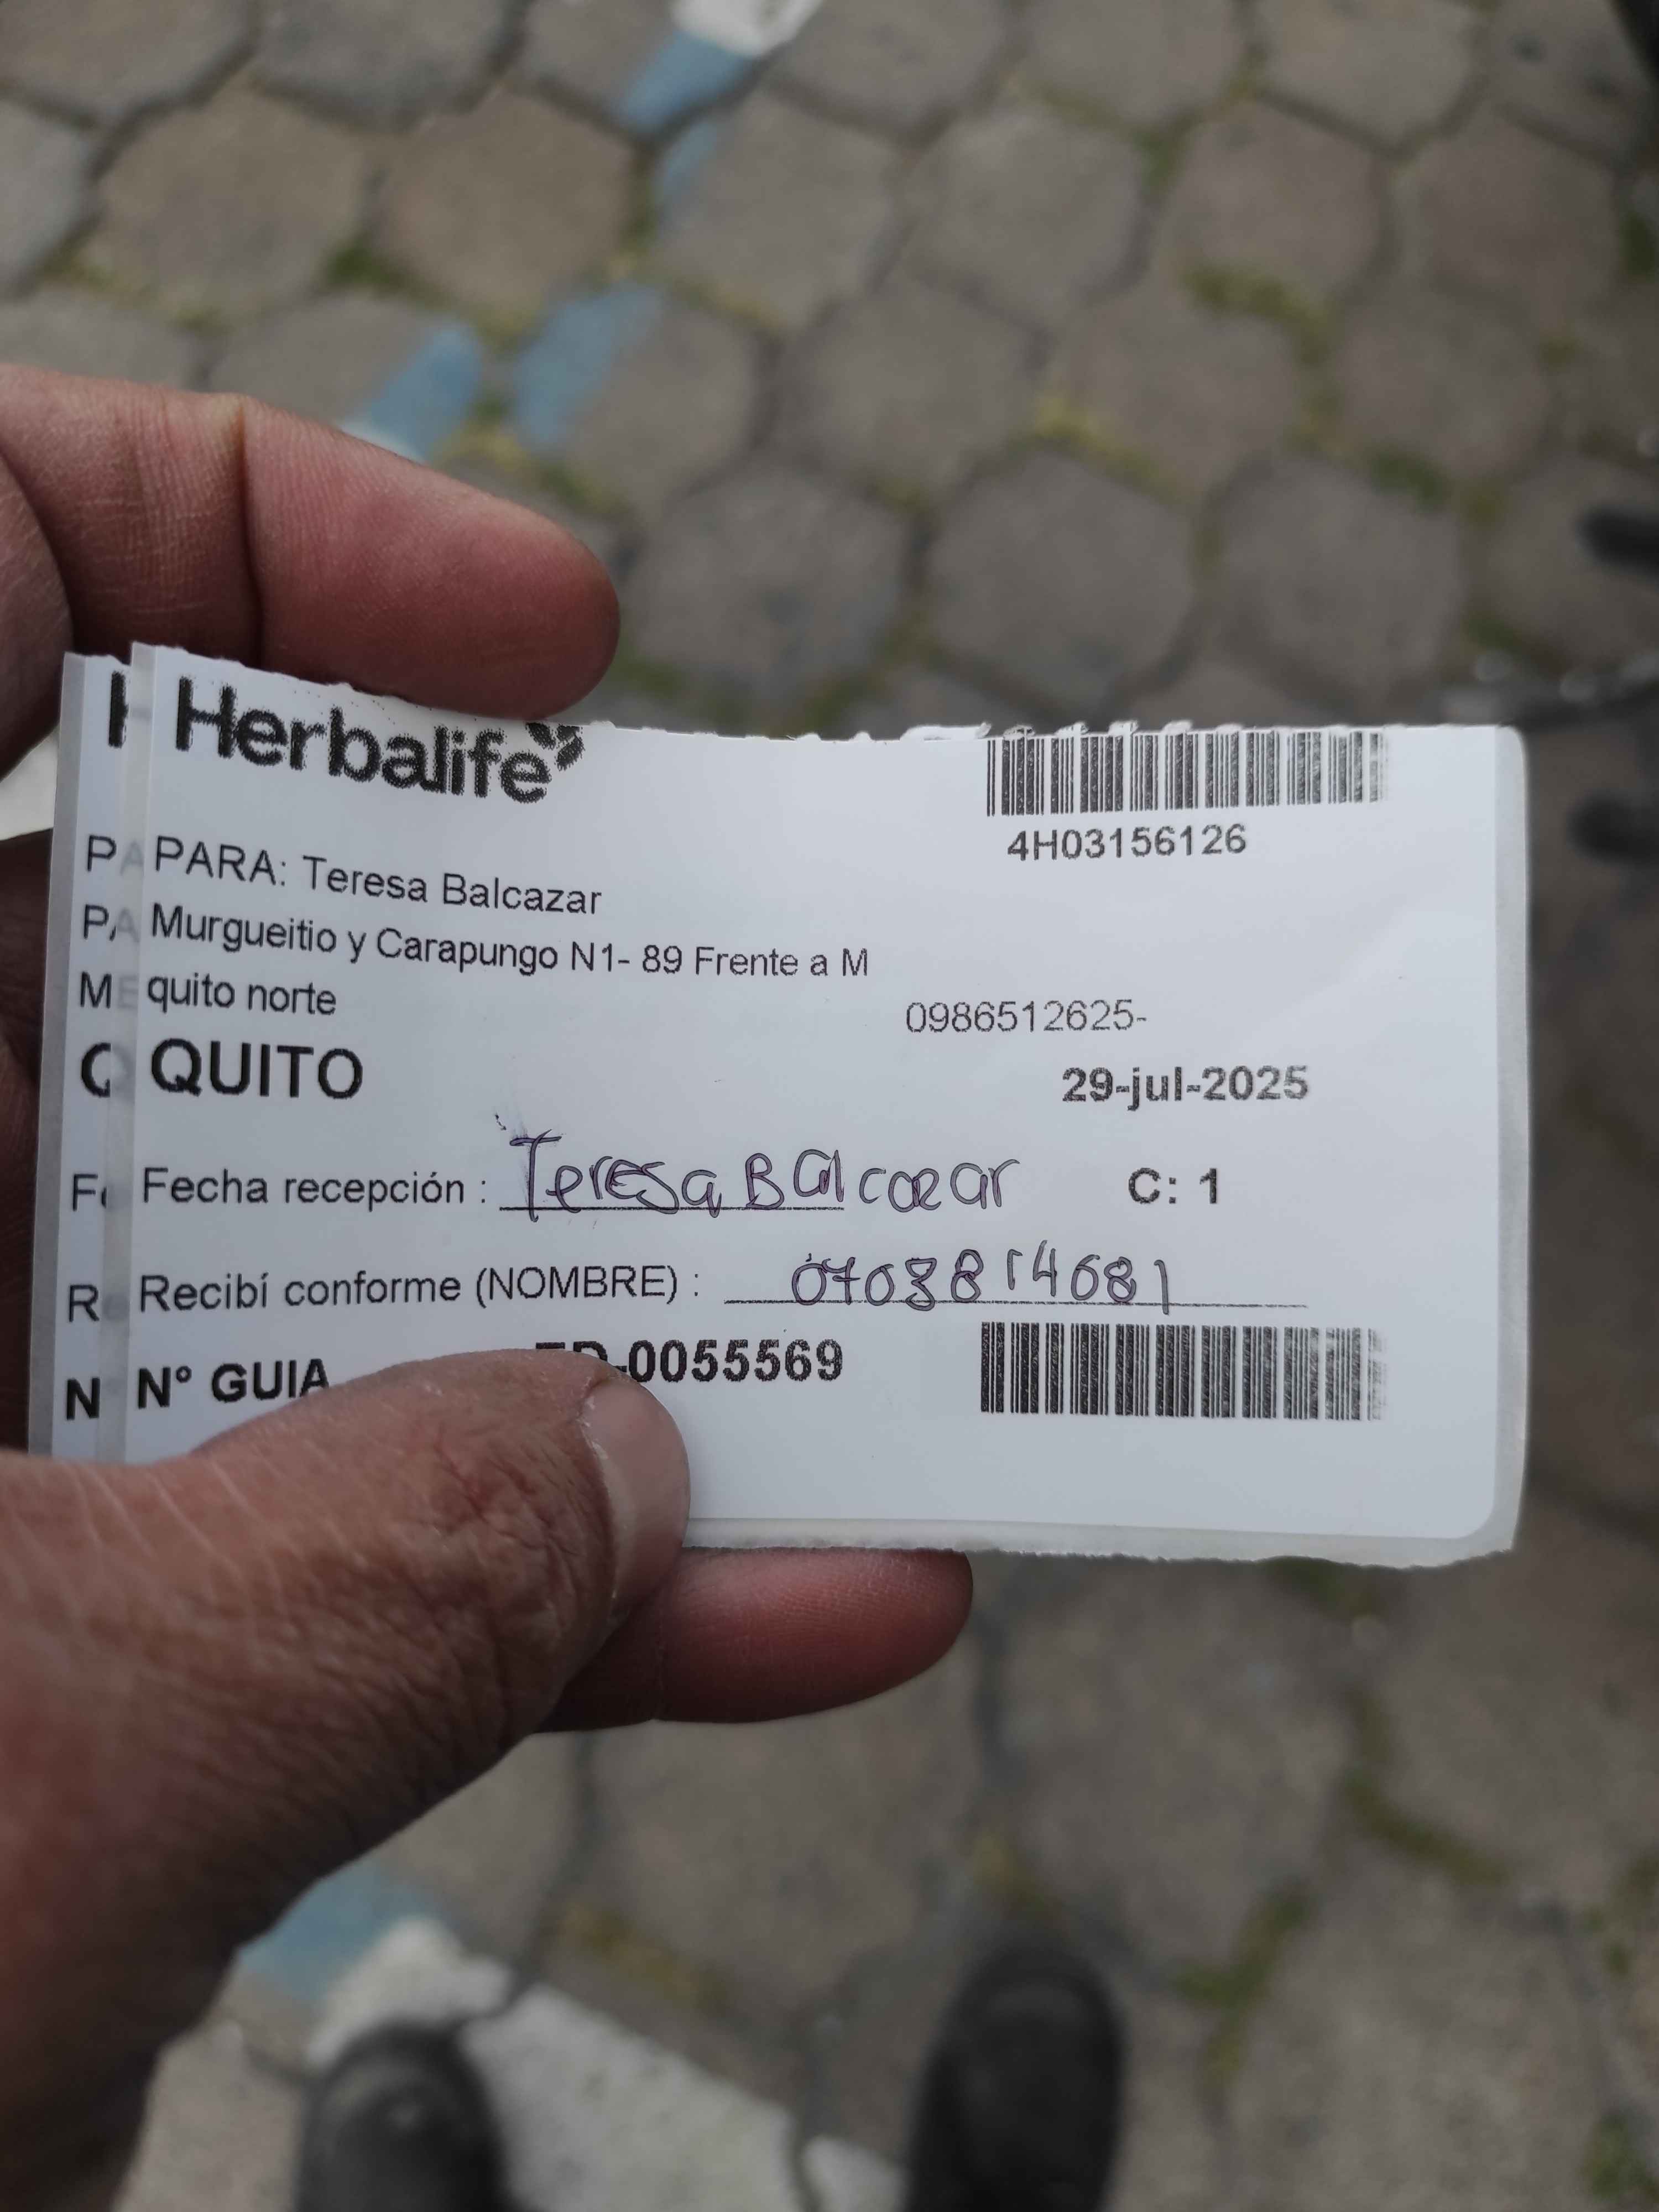 Herbalife
4H03156126
PARA: Teresa Balcazar
Murgueitio y Carapungo N1- 89 Frente a M
quito norte
0986512625-
QUITO
29-jul-2025
Fecha recepción : Teresa Balcazar C: 1
Recibí conforme (NOMBRE) : 0708814681
N° GUIA -0055569